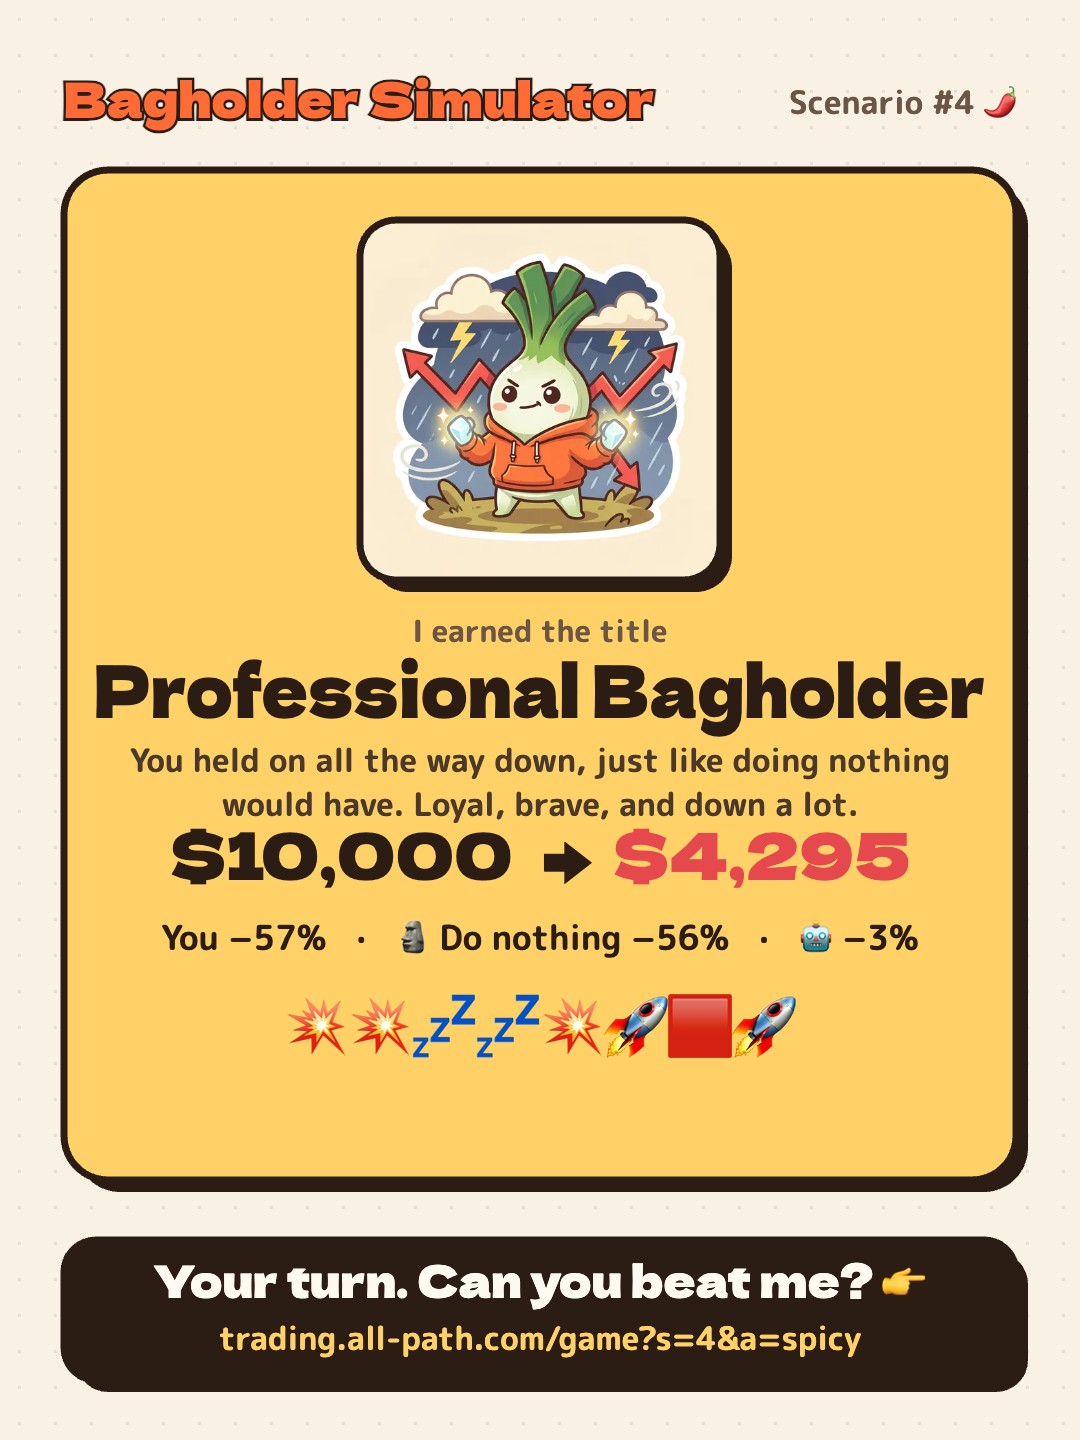 Bagholder Simulator
Scenario #4 🌶️
I earned the title
Professional Bagholder
You held on all the way down, just like doing nothing
would have. Loyal, brave, and down a lot.
$10,000 → $4,295
You −57% · 🗿 Do nothing −56% · 🤖 −3%
💥💥💤💤💥🚀🟥🚀
Your turn. Can you beat me? 👉
trading.all-path.com/game?s=4&a=spicy